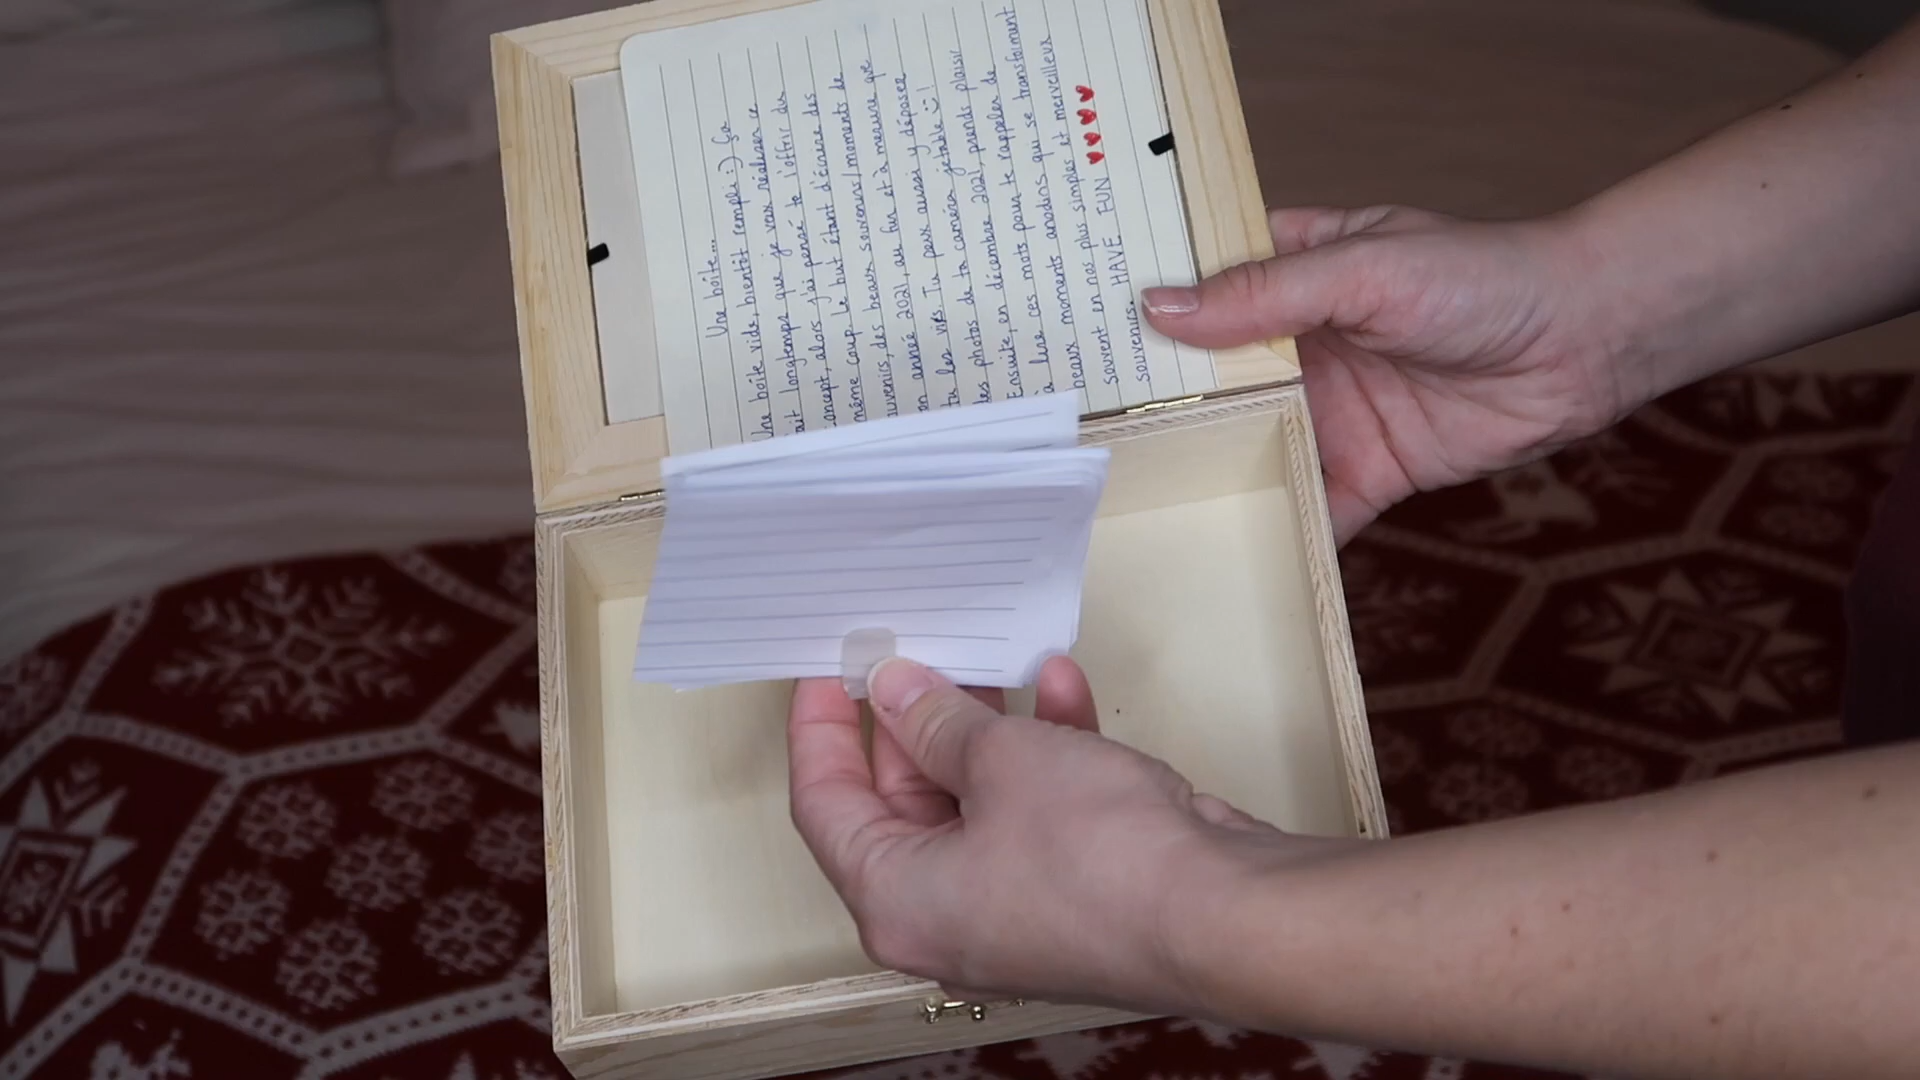 Une boîte...
Une boîte vide, bientôt rempli :) Ça
fait longtemps que je veux réaliser ce
concept, alors j'ai pensé te l'offrir du
même coup. Le but étant d'écrire des
souvenirs, des beaux souvenirs/moments de
en année 2021, au fur et à mesure que
tu les vis. Tu peux aussi y déposer
des photos de ta caméra jetable :)!
Ensuite, en décembre 2021, prends plaisir
à lire ces mots pour te rappeler de
beaux moments anodins qui se transforment
souvent en nos plus simples et merveilleux
souvenirs. HAVE FUN ♥♥♥♥